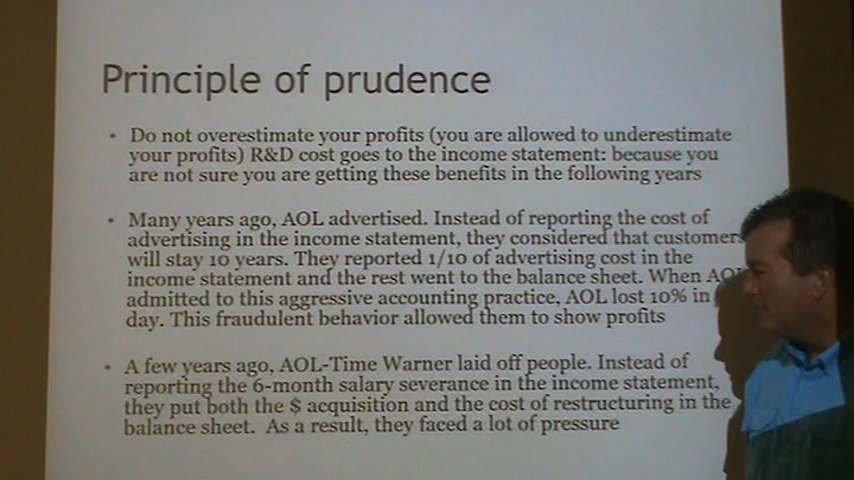 Principle of prudence
• Do not overestimate your profits (you are allowed to underestimate
your profits) R&D cost goes to the income statement: because you
are not sure you are getting these benefits in the following years
• Many years ago, AOL advertised. Instead of reporting the cost of
advertising in the income statement, they considered that customers
will stay 10 years. They reported 1/10 of advertising cost in the
income statement and the rest went to the balance sheet. When AOL
admitted to this aggressive accounting practice, AOL lost 10% in
day. This fraudulent behavior allowed them to show profits
• A few years ago, AOL-Time Warner laid off people. Instead of
reporting the 6-month salary severance in the income statement,
they put both the $ acquisition and the cost of restructuring in the
balance sheet. As a result, they faced a lot of pressure